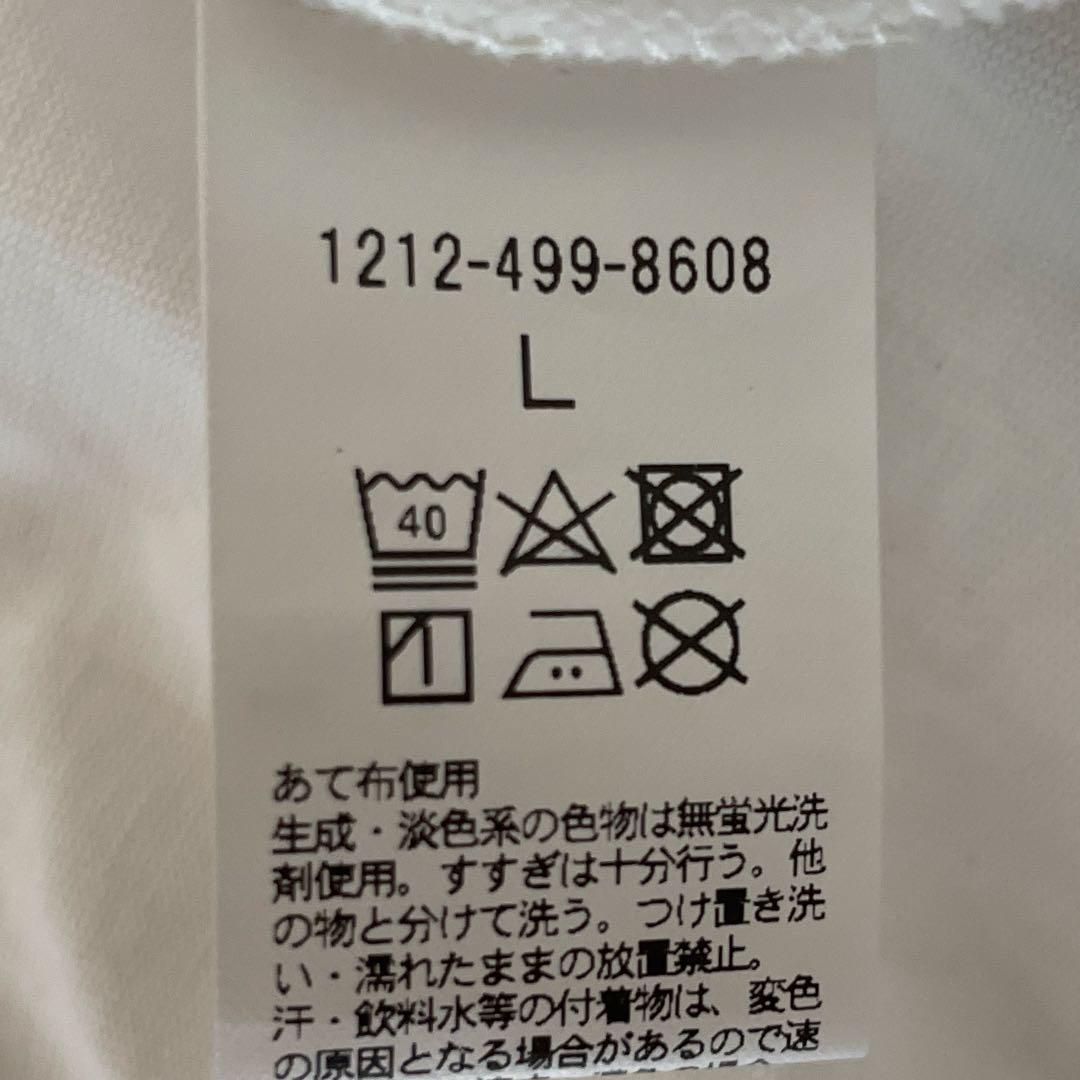 1212-499-8608
L
40
あて布使用
生成・淡色系の色物は無蛍光洗
剤使用。すすぎは十分行う。他
の物と分けて洗う。つけ置き洗
い・濡れたままの放置禁止。
汗・飲料水等の付着物は、変色
の原因となる場合があるので速